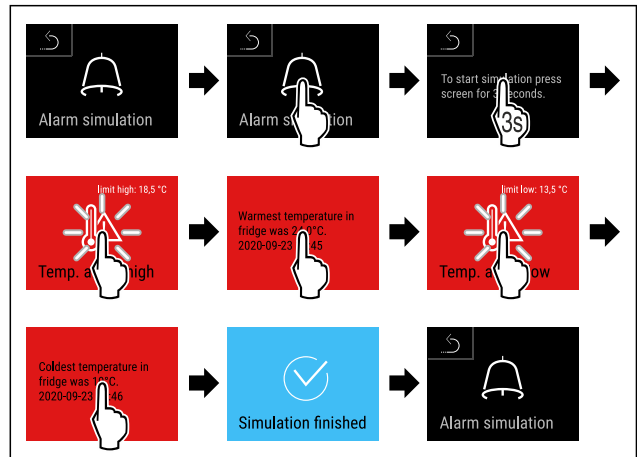 Alarm simulation
Alarm simulation
To start simulation press
screen for 3 seconds.
3s
limit high: 18,5 °C
Temp. high
Warmest temperature in
fridge was °C.
2020-09-23 :45
limit low: 13,5 °C
Temp.
Coldest temperature in
fridge was °C.
2020-09-23 :46
Simulation finished
Alarm simulation